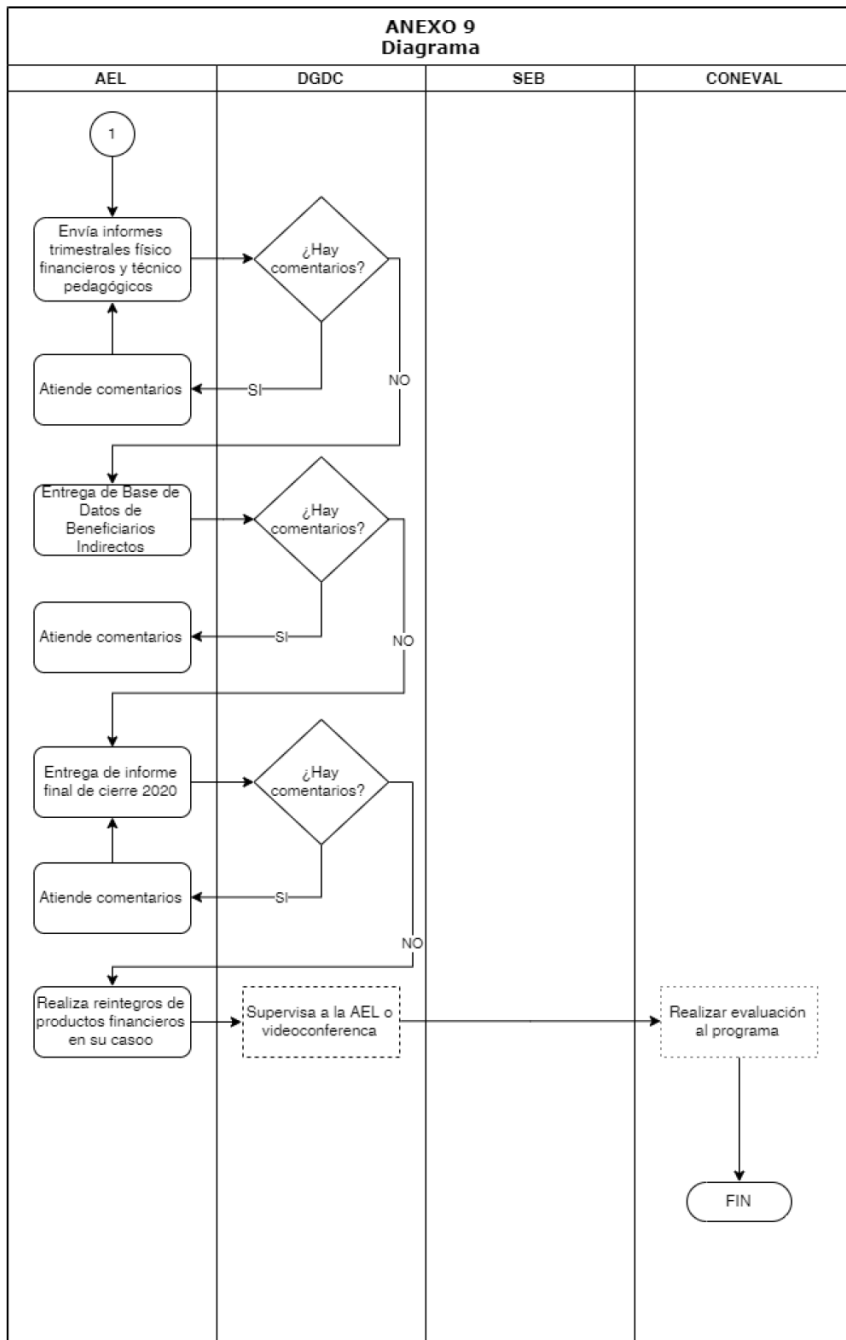 ANEXO 9
Diagrama
AEL
DGDC
SEB
CONEVAL
1
Envía informes
trimestrales físico
financieros y técnico
pedagógicos
¿Hay
comentarios?
Atiende comentarios
SI
NO
Entrega de Base de
Datos de
Beneficiarios
Indirectos
¿Hay
comentarios?
Atiende comentarios
SI
NO
Entrega de informe
final de cierre 2020
¿Hay
comentarios?
Atiende comentarios
SI
NO
Realiza reintegros de
productos financieros
en su casoo
Supervisa a la AEL o
videoconferenca
Realizar evaluación
al programa
FIN